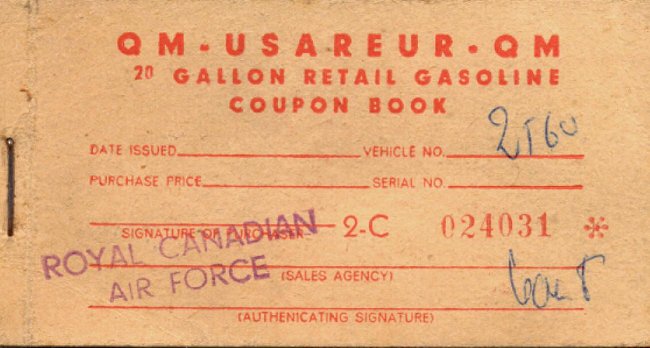 QM - USAREUR · QM
20 GALLON RETAIL GASOLINE
COUPON BOOK
DATE ISSUED VEHICLE NO.
PURCHASE PRICE SERIAL NO.
SIGNATURE OF PURCHASER 2-C 024031 *
ROYAL CANADIAN
AIR FORCE
(SALES AGENCY)
(AUTHENTICATING SIGNATURE)